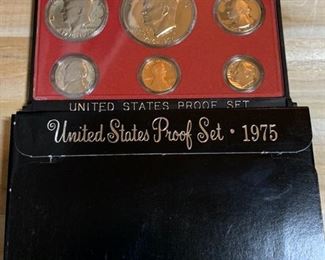 UNITED STATES PROOF SET
United States Proof Set • 1975